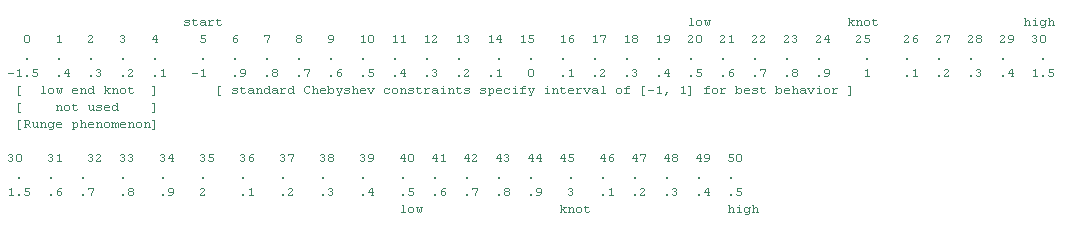 start low knot high
0 1 2 3 4 5 6 7 8 9 10 11 12 13 14 15 16 17 18 19 20 21 22 23 24 25 26 27 28 29 30
. . . . . . . . . . . . . . . . . . . . . . . . . . . . . . .
-1.5 .4 .3 .2 .1 -1 .9 .8 .7 .6 .5 .4 .3 .2 .1 0 .1 .2 .3 .4 .5 .6 .7 .8 .9 1 .1 .2 .3 .4 1.5
[ low end knot ] [ standard Chebyshev constraints specify interval of [-1, 1] for best behavior ]
[ not used ]
[Runge phenomenon]
30 31 32 33 34 35 36 37 38 39 40 41 42 43 44 45 46 47 48 49 50
. . . . . . . . . . . . . . . . . . . . .
1.5 .6 .7 .8 .9 2 .1 .2 .3 .4 .5 .6 .7 .8 .9 3 .1 .2 .3 .4 .5
low knot high